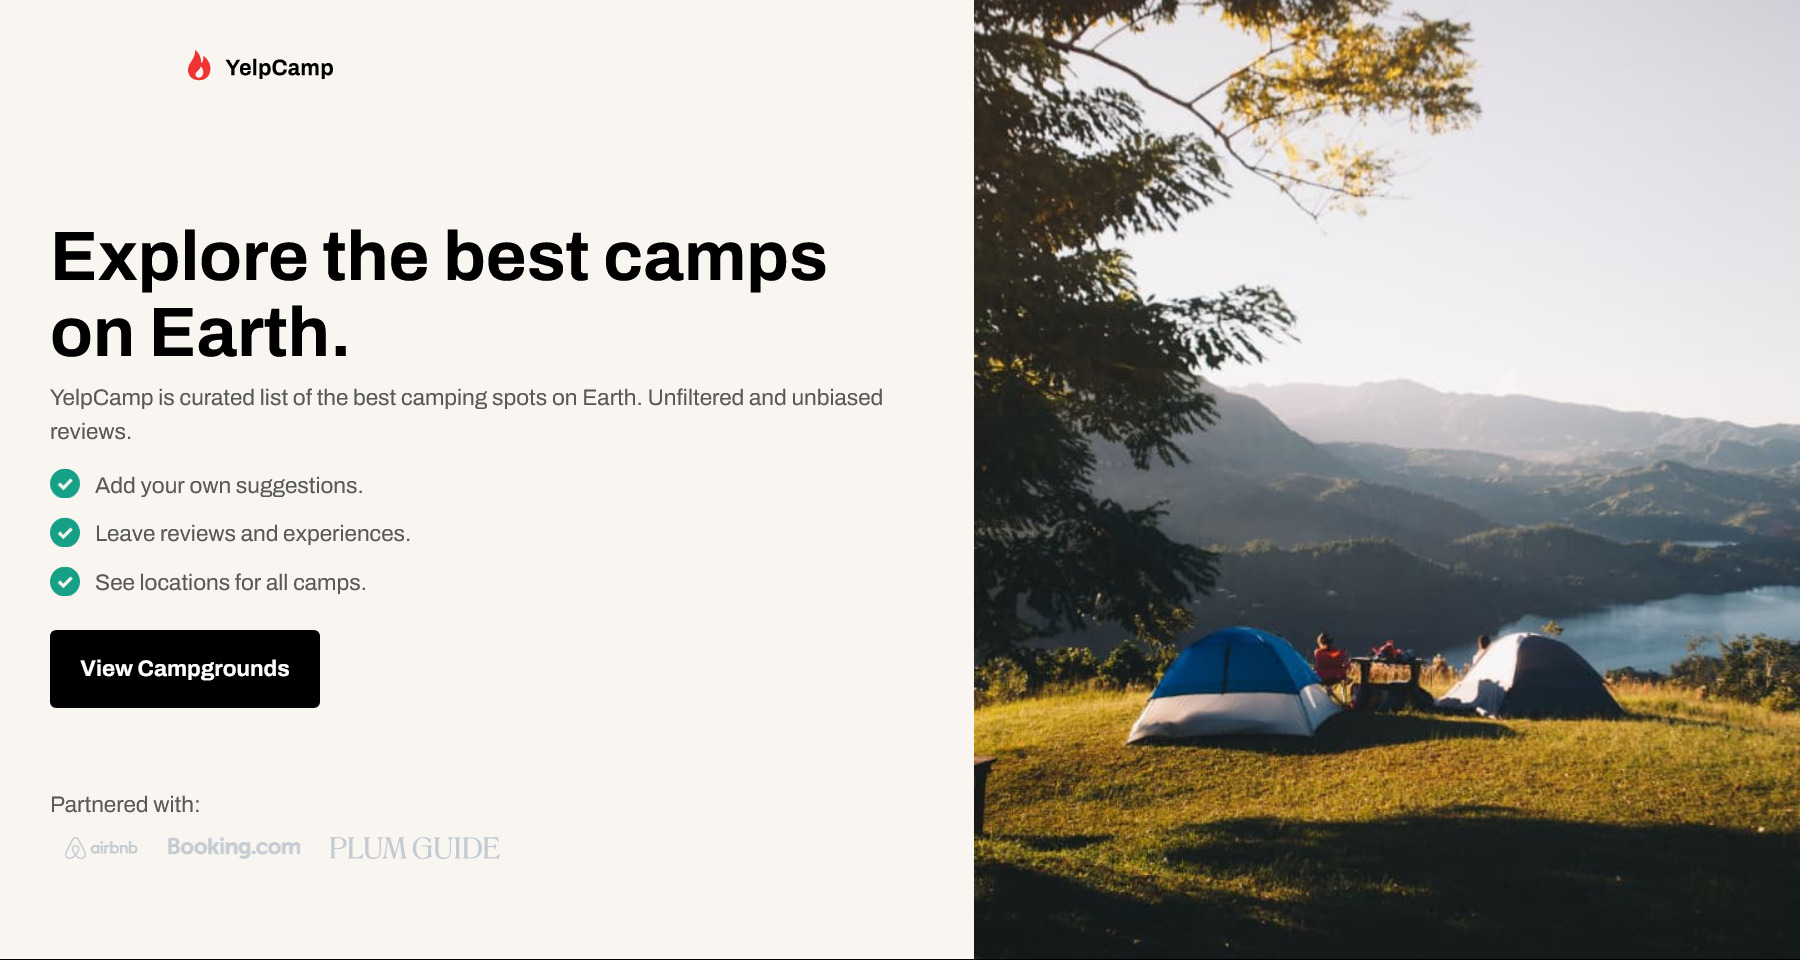 YelpCamp
Explore the best camps
on Earth.
YelpCamp is curated list of the best camping spots on Earth. Unfiltered and unbiased
reviews.
Add your own suggestions.
Leave reviews and experiences.
See locations for all camps.
View Campgrounds
Partnered with:
airbnb Booking.com PLUM GUIDE